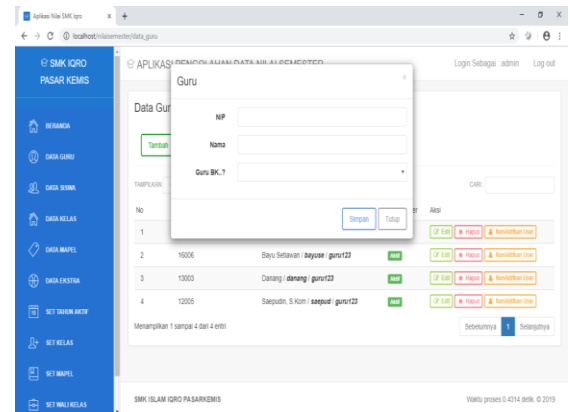 Aplikasi Nilai SMK Iqro
localhost/nilaisemester/data_guru
SMK IQRO
PASAR KEMIS
APLIKASI PENGOLAHAN DATA NILAI SEMESTER
Login Sebagai : admin
Log out
BERANDA
DATA GURU
DATA SISWA
DATA KELAS
DATA MAPEL
DATA EKSTRA
SET TAHUN AKTIF
SET KELAS
SET MAPEL
SET WALI KELAS
Guru
NIP
Nama
Guru BK..?
Simpan Tutup
Data Gur
Tambah
TAMPILKAN
CARI:
No er Aksi
1 Edit Hapus NonAktifkan User
2 16006 Bayu Setiawan / bayuse / guru123 Aktif Edit Hapus NonAktifkan User
3 13003 Danang / danang / guru123 Aktif Edit Hapus NonAktifkan User
4 12005 Saepudin, S.Kom / saepud / guru123 Aktif Edit Hapus NonAktifkan User
Menampilkan 1 sampai 4 dari 4 entri
Sebelumnya 1 Selanjutnya
SMK ISLAM IQRO PASARKEMIS
Waktu proses 0.4314 detik. © 2019